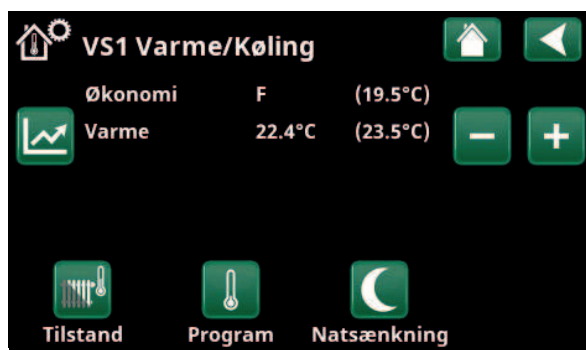 VS1 Varme/Køling
Økonomi F (19.5°C)
Varme 22.4°C (23.5°C)
Tilstand Program Natsænkning